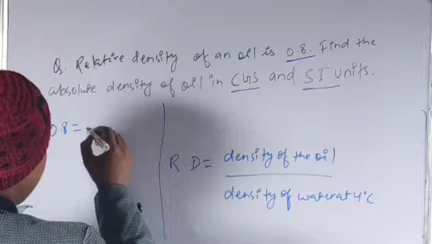 Q. Relative density of an oil is 0.8. Find the
absolute density of oil in CGS and SI units.
0.8 =
R.D = density of the oil
density of water at 4°C